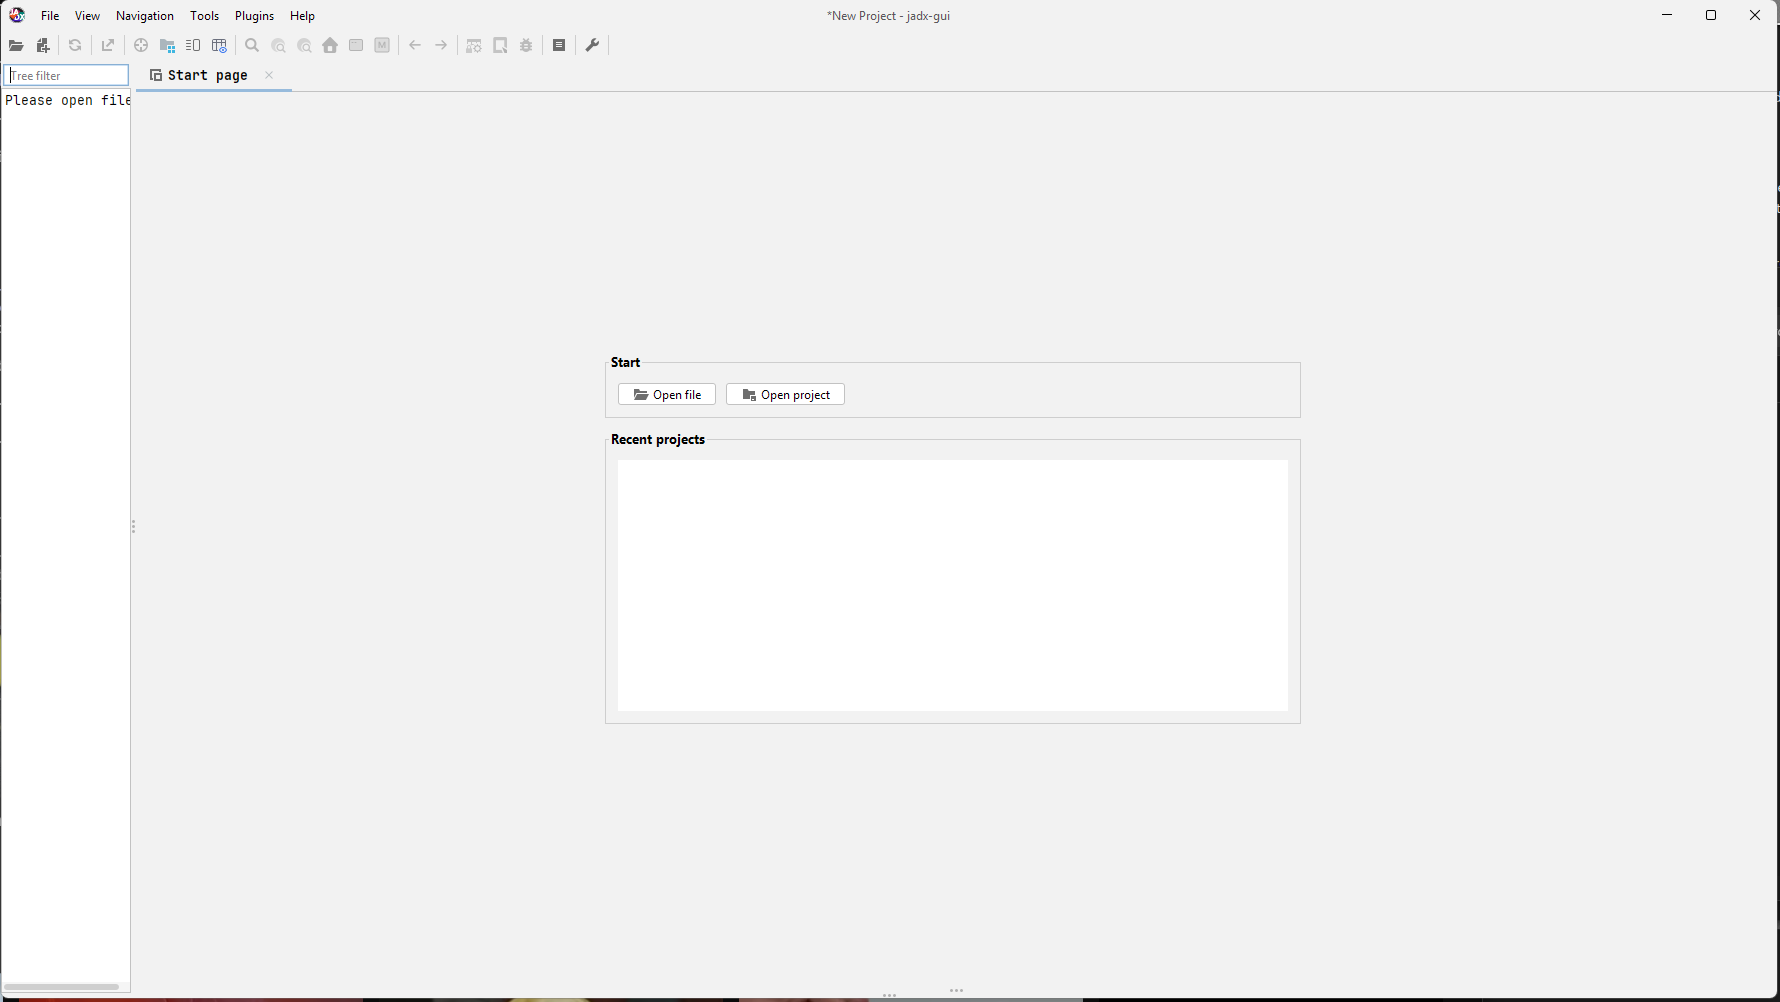 File View Navigation Tools Plugins Help
*New Project - jadx-gui
Tree filter
Start page
Please open file
Start
Open file
Open project
Recent projects